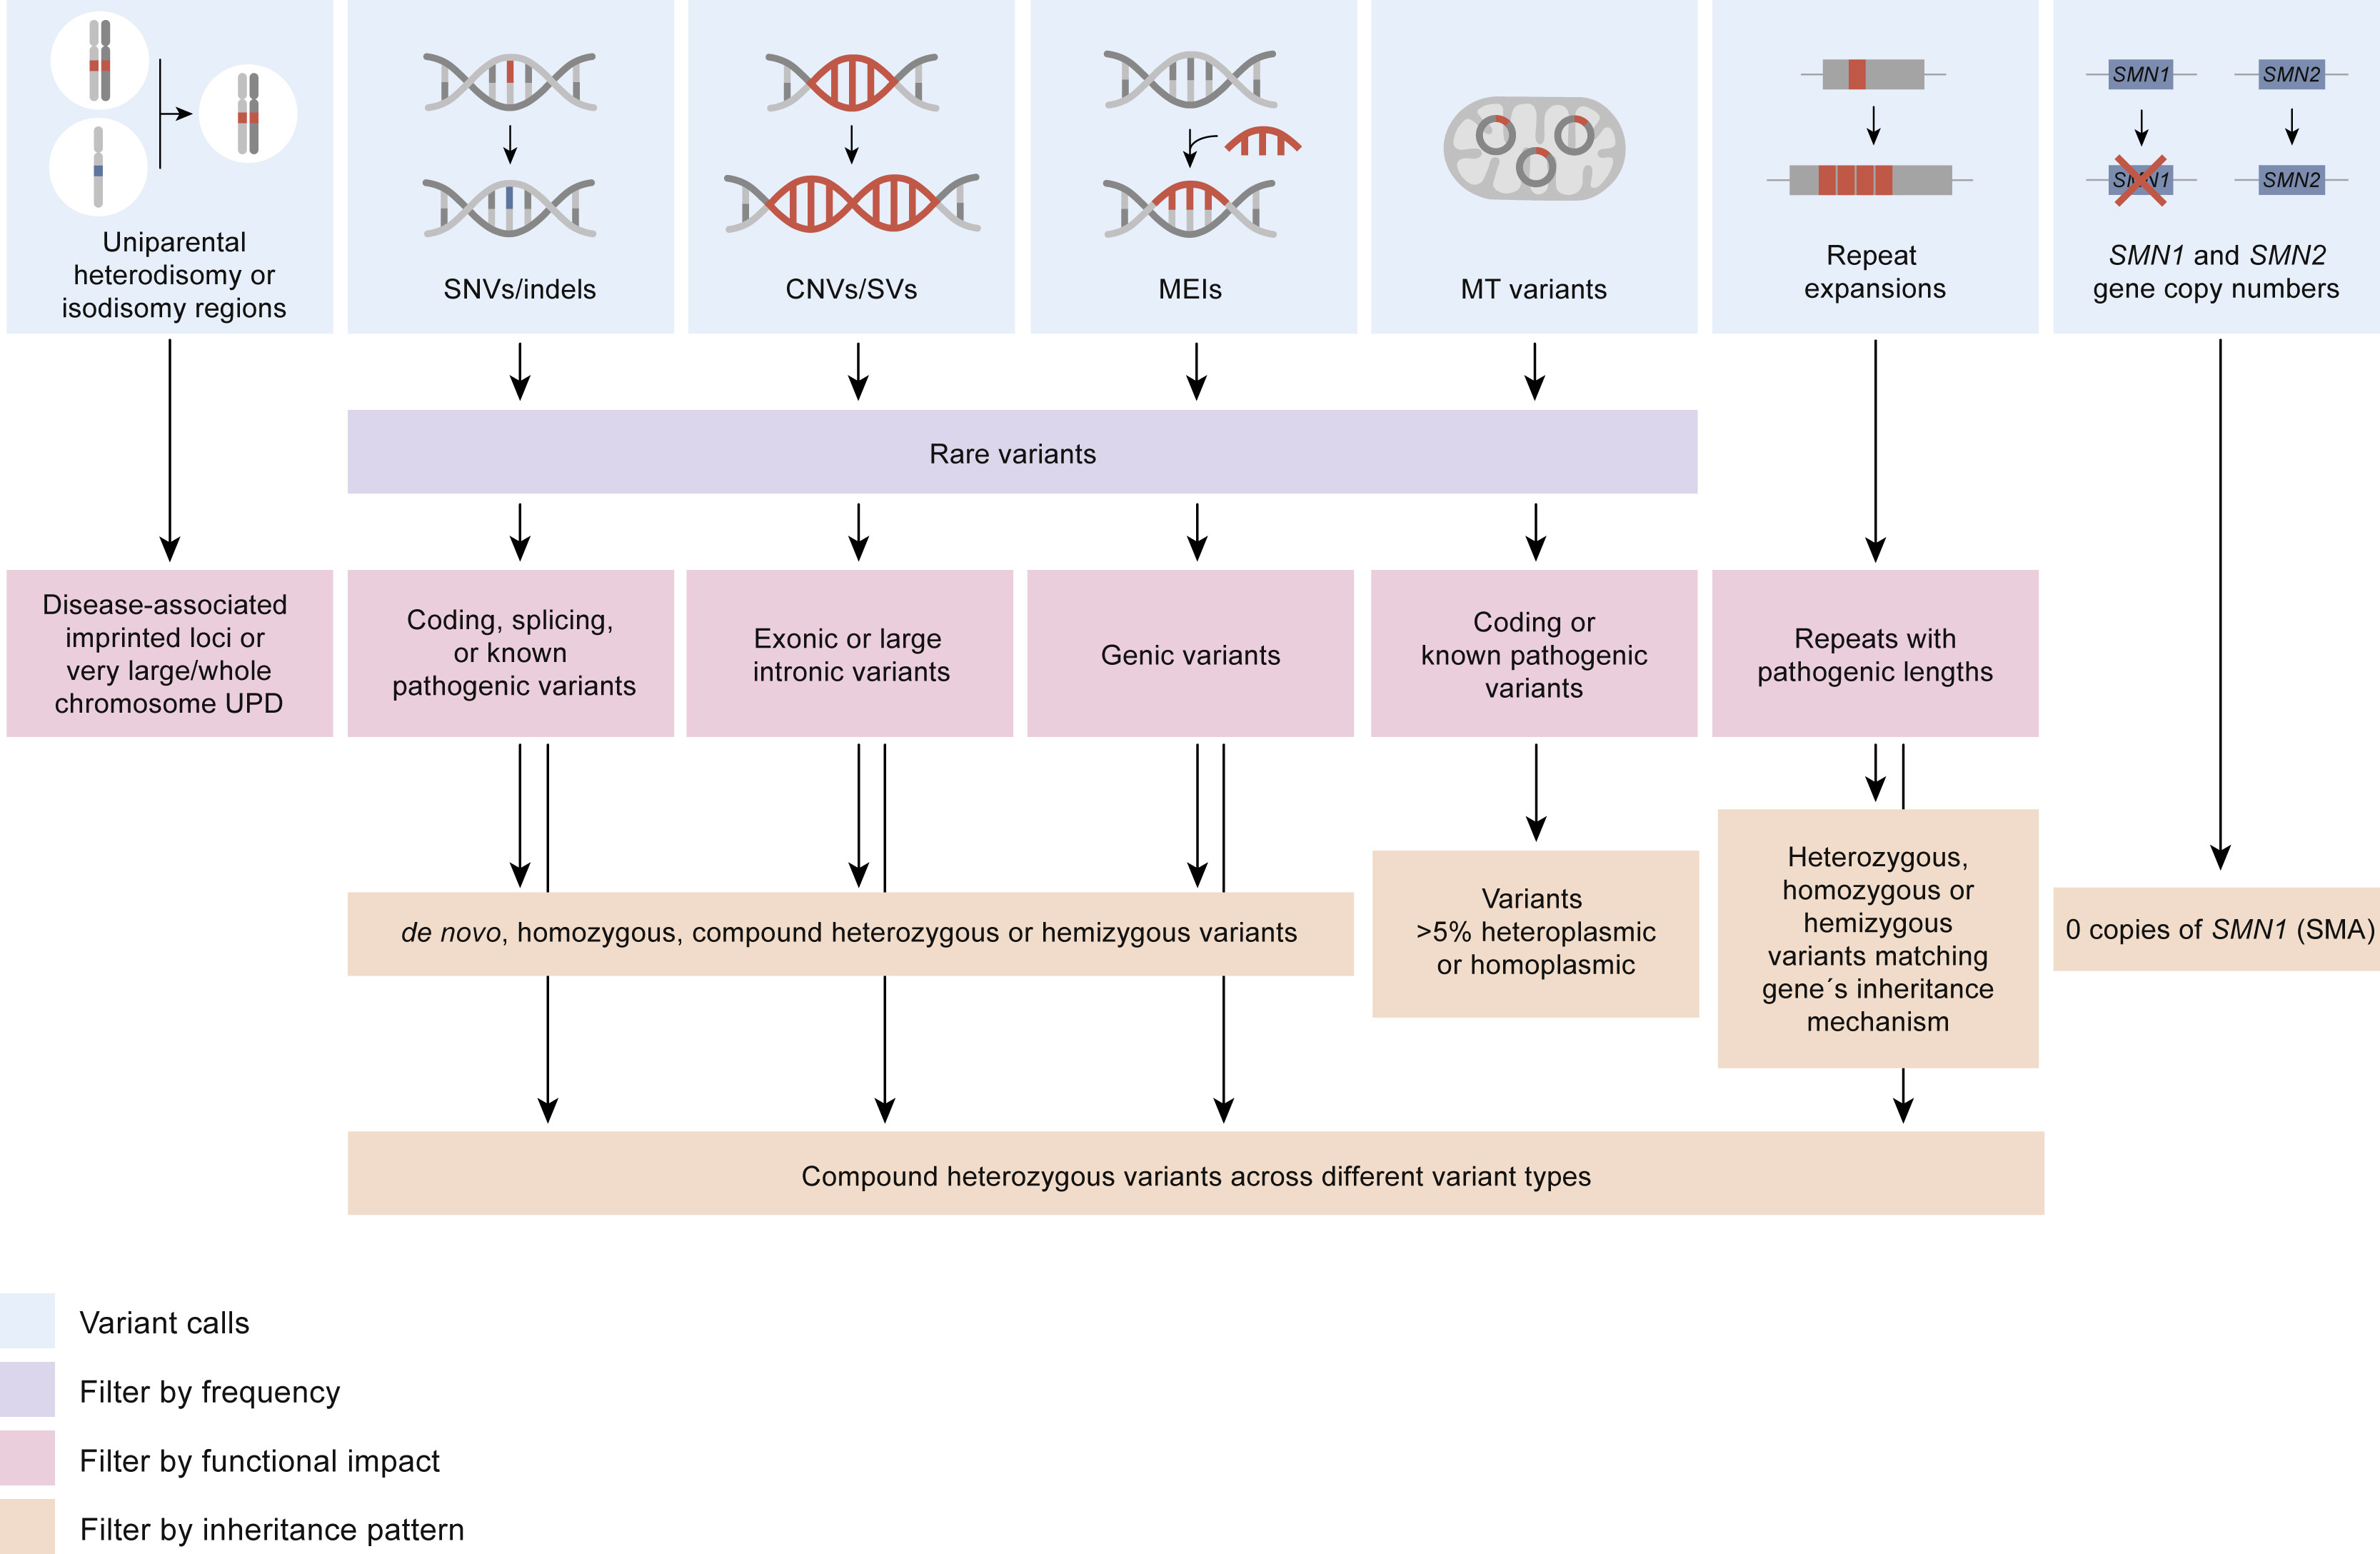 SMN1
SMN2
SMN1
SMN2
Uniparental
heterodisomy or
isodisomy regions
SNVs/indels
CNVs/SVs
MEIs
MT variants
Repeat
expansions
SMN1 and SMN2
gene copy numbers
Rare variants
Disease-associated
imprinted loci or
very large/whole
chromosome UPD
Coding, splicing,
or known
pathogenic variants
Exonic or large
intronic variants
Genic variants
Coding or
known pathogenic
variants
Repeats with
pathogenic lengths
de novo, homozygous, compound heterozygous or hemizygous variants
Variants
>5% heteroplasmic
or homoplasmic
Heterozygous,
homozygous or
hemizygous
variants matching
gene´s inheritance
mechanism
0 copies of SMN1 (SMA)
Compound heterozygous variants across different variant types
Variant calls
Filter by frequency
Filter by functional impact
Filter by inheritance pattern